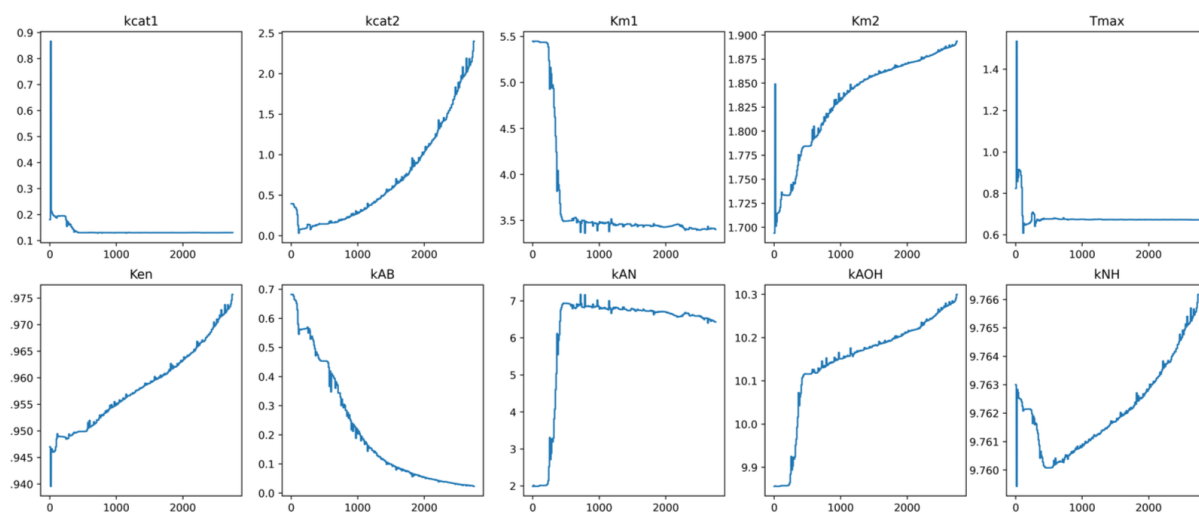 kcat1 kcat2 Km1 Km2 Tmax
0.9 2.5 5.5 1.900
0.8 2.0 5.0 1.875 1.4
0.7 1.5 4.5 1.850 1.2
0.6 1.0 4.0 1.825 1.0
0.5 0.5 3.5 1.800 0.8
0.4 0.0 1.775 0.6
0.3 1.750
0.2 1.725
0.1 1.700
0 1000 2000 0 1000 2000 0 1000 2000 0 1000 2000 0 1000 2000
Ken kAB kAN kAOH kNH
.975 0.7 7 10.3 9.766
.970 0.6 6 10.2 9.765
.965 0.5 5 10.1 9.764
.960 0.4 4 10.0 9.763
.955 0.3 3 9.9 9.762
.950 0.2 2 9.761
.945 0.1 9.760
.940 0.0
0 1000 2000 0 1000 2000 0 1000 2000 0 1000 2000 0 1000 2000